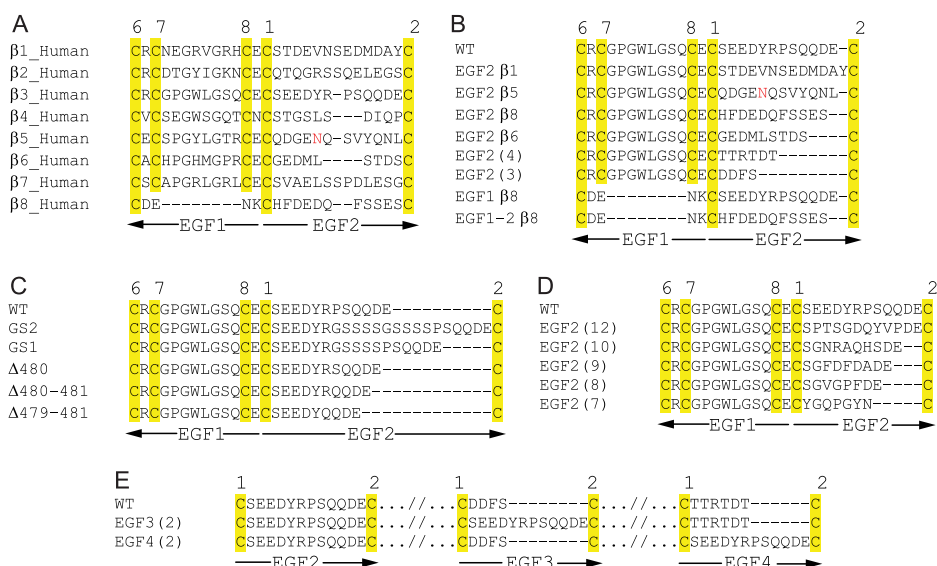 A
6 7 8 1 2
β1_Human CRCNEGRVGRHCECSTDEVNSEDMDAYC
β2_Human CRCDTGYIGKNCECQTQGRSSQELEGSC
β3_Human CRCGPGWLGSQCECSEEDYR-PSQQDEC
β4_Human CVCSEGWSGQTCNCSTGSLS---DIQPC
β5_Human CECSPGYLGTRCECQDGENQ-SVYQNLC
β6_Human CACHPGHMGPRCECGEDML----STDSC
β7_Human CSCAPGRLGRLCECSVAELSSPDLESGC
β8_Human CDE--------NKCHFDEDQ--FSSESC
EGF1 EGF2
B
6 7 8 1 2
WT CRCGPGWLGSQCECSEEDYRPSQQDE-C
EGF2 β1 CRCGPGWLGSQCECSTDEVNSEDMDAYC
EGF2 β5 CRCGPGWLGSQCECQDGENQSVYQNL-C
EGF2 β8 CRCGPGWLGSQCECHFDEDQFSSES--C
EGF2 β6 CRCGPGWLGSQCECGEDMLSTDS----C
EGF2(4) CRCGPGWLGSQCECTTRTDT-------C
EGF2(3) CRCGPGWLGSQCECDDFS---------C
EGF1 β8 CDE--------NKCSEEDYRPSQQDE-C
EGF1-2 β8 CDE--------NKCHFDEDQFSSES--C
EGF1 EGF2
C
6 7 8 1 2
WT CRCGPGWLGSQCECSEEDYRPSQQDE----------C
GS2 CRCGPGWLGSQCECSEEDYRGSSSSGSSSSPSQQDEC
GS1 CRCGPGWLGSQCECSEEDYRGSSSSPSQQDE-----C
Δ480 CRCGPGWLGSQCECSEEDYRSQQDE-----------C
Δ480-481 CRCGPGWLGSQCECSEEDYRQQDE------------C
Δ479-481 CRCGPGWLGSQCECSEEDYQQDE-------------C
EGF1 EGF2
D
6 7 8 1 2
WT CRCGPGWLGSQCECSEEDYRPSQQDEC
EGF2(12) CRCGPGWLGSQCECSPTSGDQYVPDEC
EGF2(10) CRCGPGWLGSQCECSGNRAQHSDE--C
EGF2(9) CRCGPGWLGSQCECSGFDFDADE---C
EGF2(8) CRCGPGWLGSQCECSGVGPFDE----C
EGF2(7) CRCGPGWLGSQCECYGQPGYN-----C
EGF1 EGF2
E
1 2 1 2 1 2
WT CSEEDYRPSQQDEC...//...CDDFS--------C...//...CTTRTDT------C
EGF3(2) CSEEDYRPSQQDEC...//...CSEEDYRPSQQDEC...//...CTTRTDT------C
EGF4(2) CSEEDYRPSQQDEC...//...CDDFS--------C...//...CSEEDYRPSQQDEC
EGF2 EGF3 EGF4